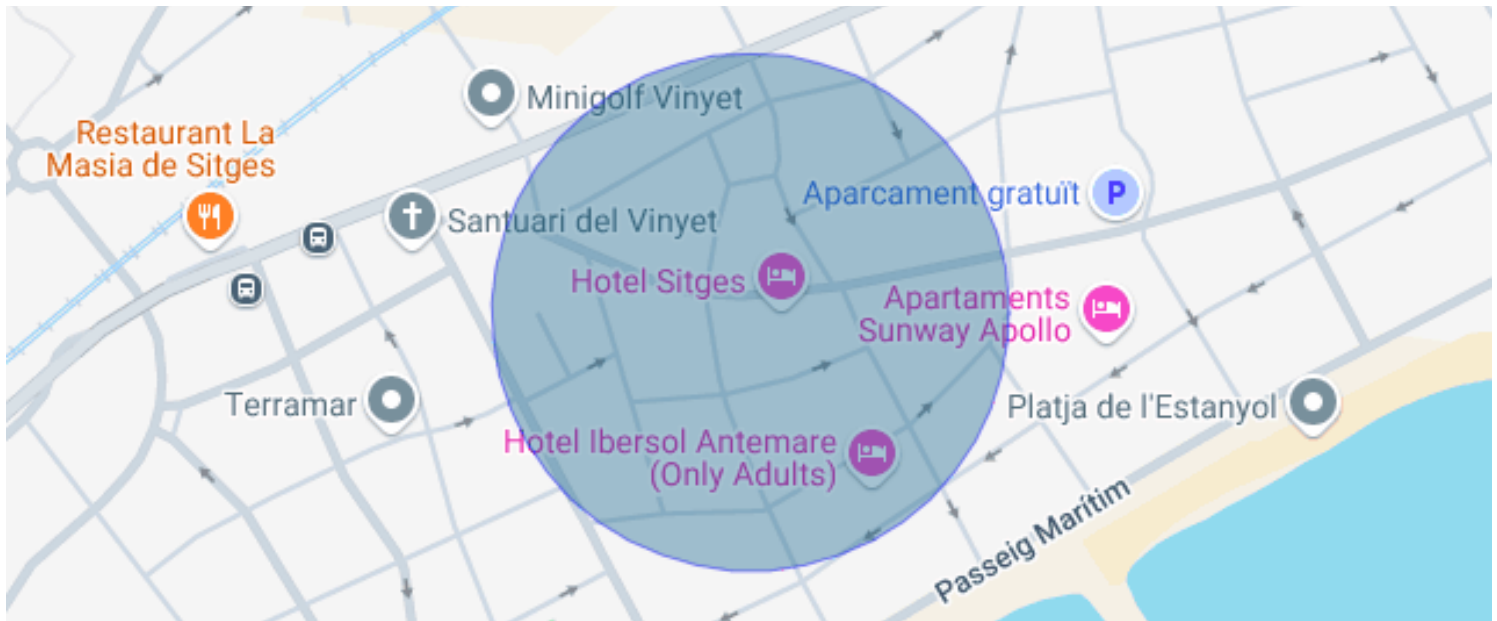 Minigolf Vinyet
Restaurant La
Masia de Sitges
Aparcament gratuït
P
Santuari del Vinyet
Hotel Sitges
Apartaments
Sunway Apollo
Terramar
Platja de l'Estanyol
Hotel Ibersol Antemare
(Only Adults)
Passeig Marítim